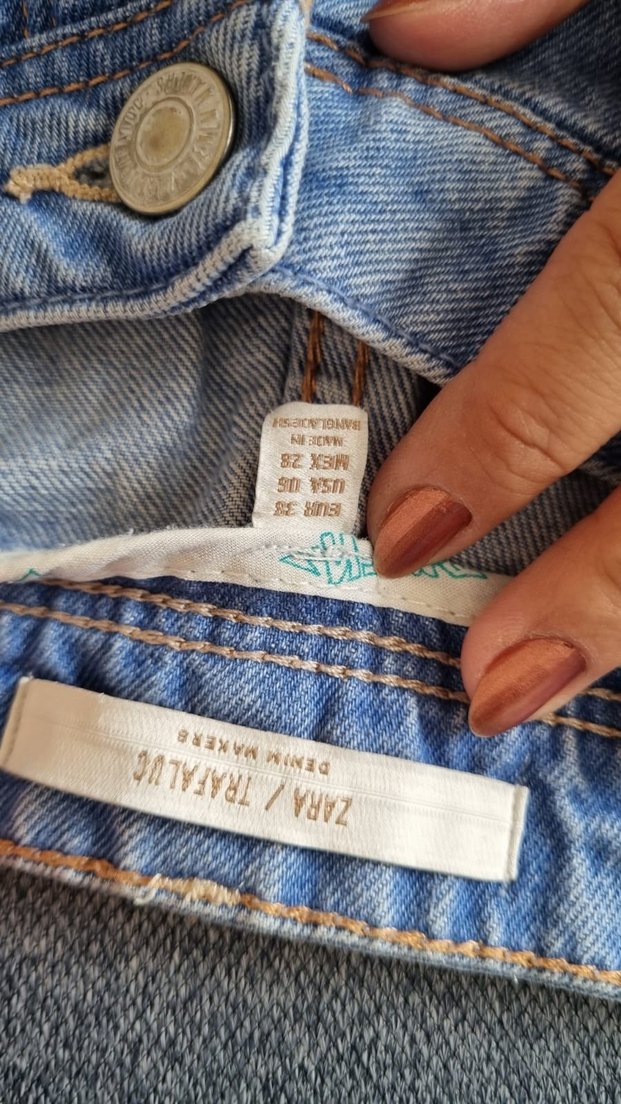 EUR 38
USA 06
MEX 28
MADE IN
BANGLADESH
ZARA / TRAFALUC
DENIM MAKERS